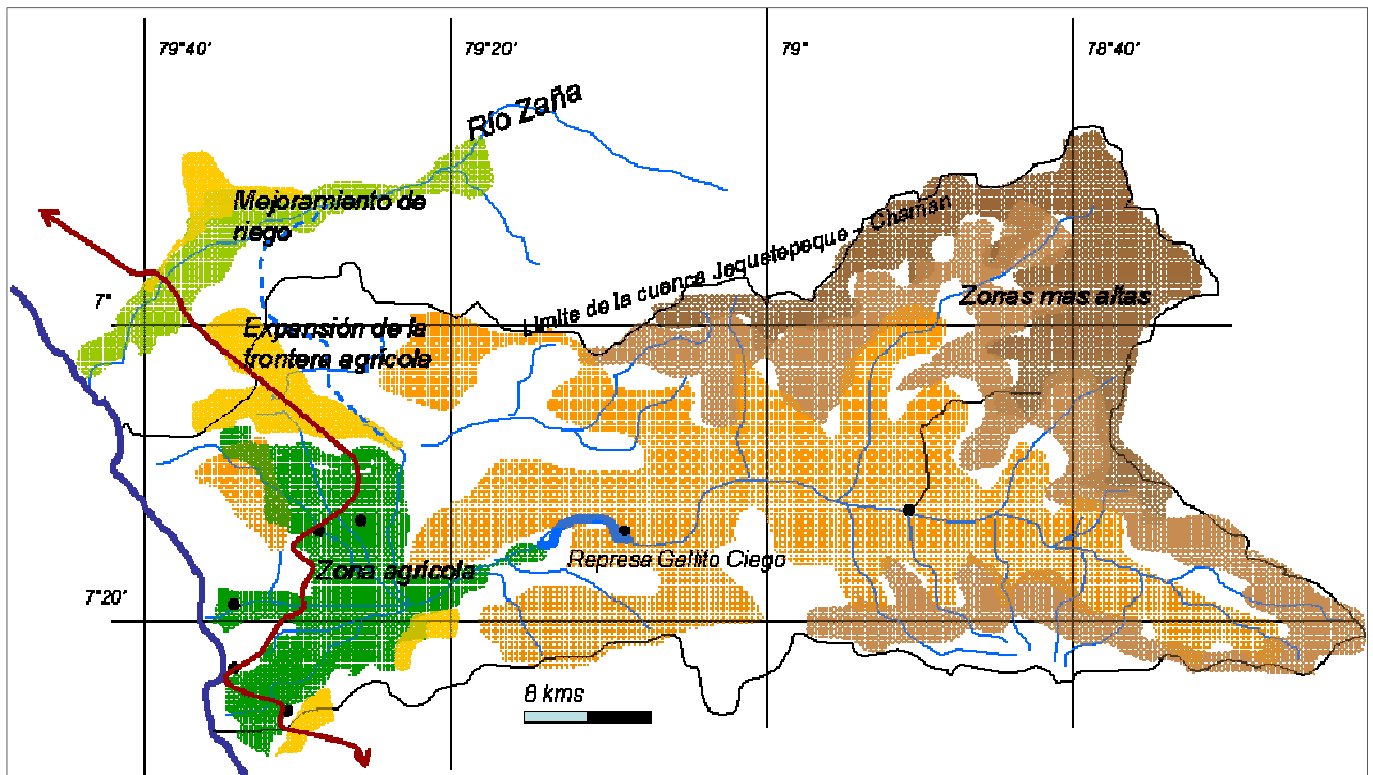 79°40'
79°20'
79°
78°40'
Río Zaña
Mejoramiento de
riego
Limite de la cuenca Jequetepeque - Chamán
7°
Zonas mas altas
Expansión de la
frontera agrícola
Represa Gallito Ciego
Zona agrícola
7°20'
8 kms